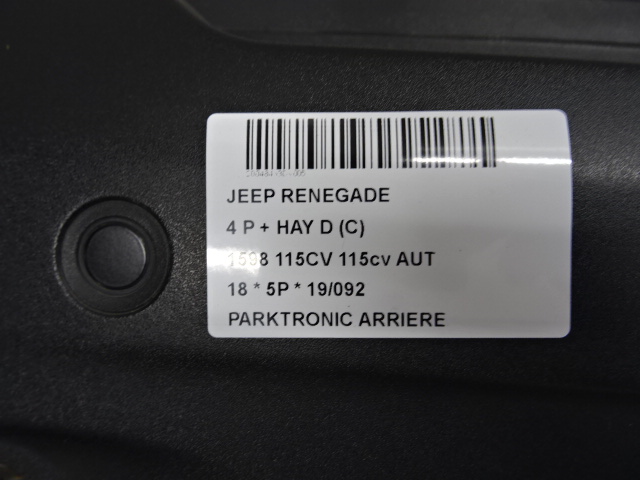 JEEP RENEGADE
4 P + HAY D (C)
1598 115CV 115cv AUT
18 * 5P * 19/092
PARKTRONIC ARRIERE